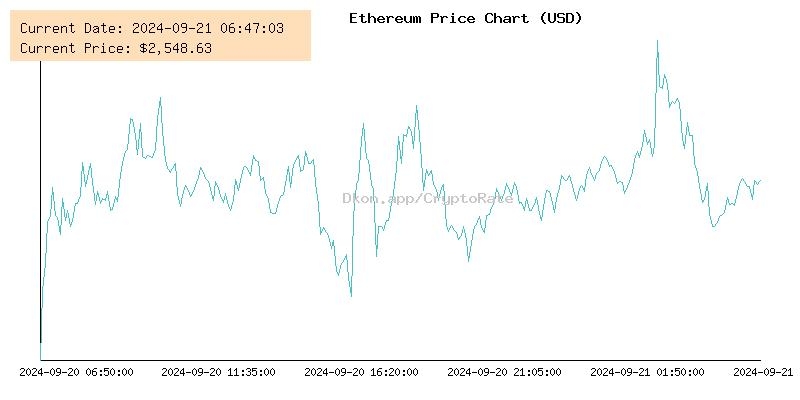 Ethereum Price Chart (USD)
Current Date: 2024-09-21 06:47:03
Current Price: $2,548.63
Dkon.app/CryptoRate
2024-09-20 06:50:00 2024-09-20 11:35:00 2024-09-20 16:20:00 2024-09-20 21:05:00 2024-09-21 01:50:00 2024-09-21